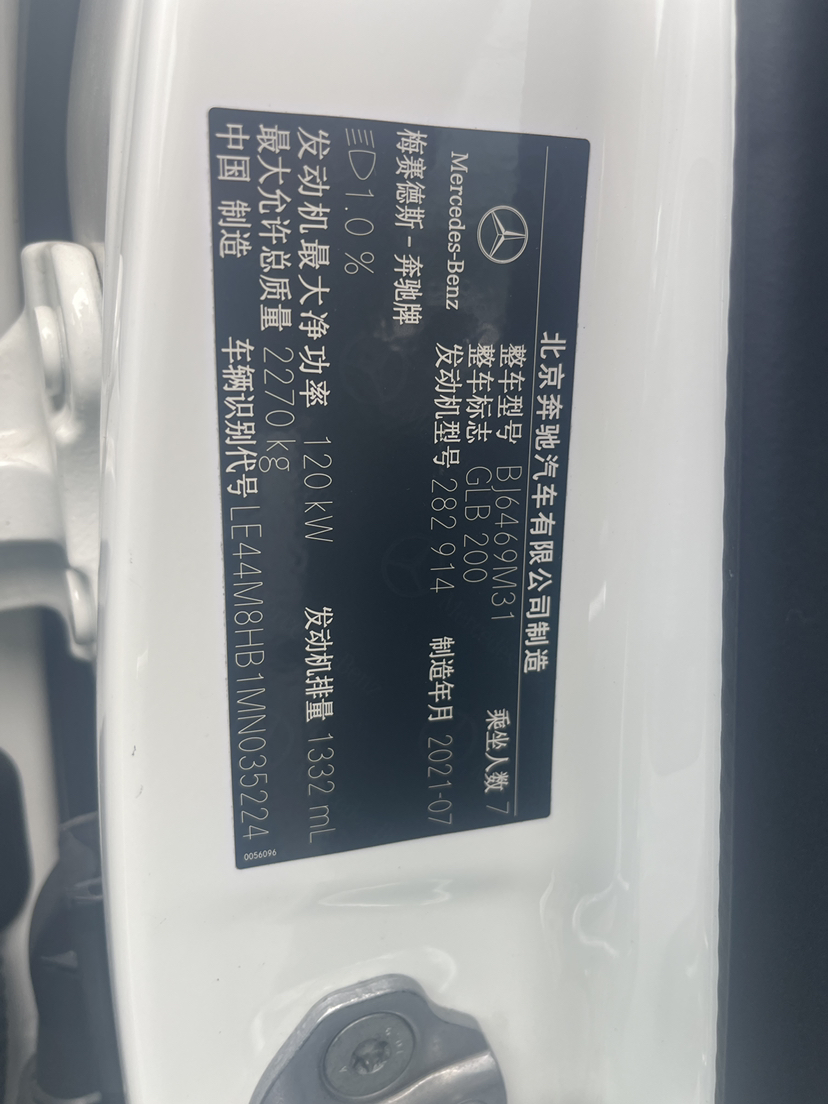 北京奔驰汽车有限公司制造
整车型号 BJ6469M31 乘坐人数 7
整车标志 GLB 200
Mercedes-Benz 发动机型号 282 914 制造年月 2021-07
梅赛德斯-奔驰牌
1.0 %
发动机最大净功率 120 kW 发动机排量 1332 mL
最大允许总质量 2270 kg
中国 制造 车辆识别代号 LE44M8HB1MN035224
0056096